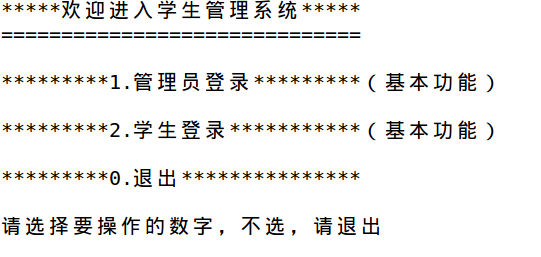 *****欢迎进入学生管理系统*****
==============================
*********1.管理员登录*********（基本功能）
*********2.学生登录***********（基本功能）
*********0.退出***************
请选择要操作的数字，不选，请退出